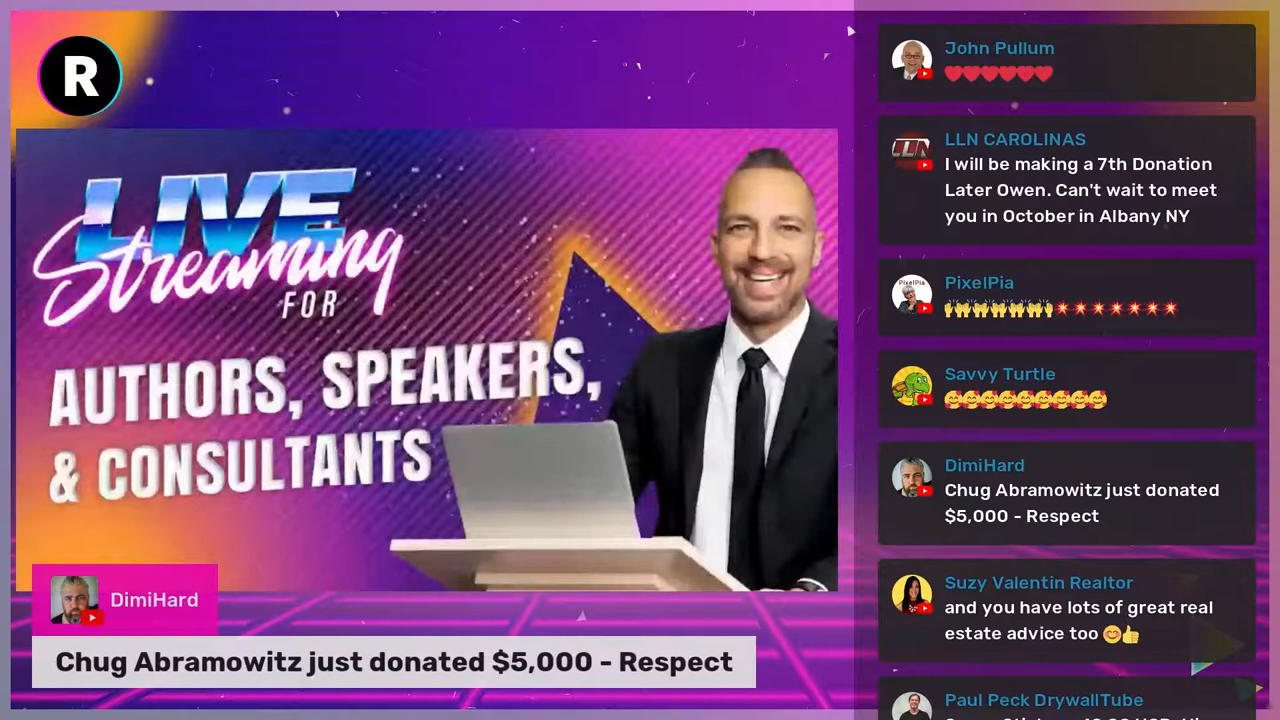 R
LIVE
Streaming
FOR
AUTHORS, SPEAKERS,
& CONSULTANTS
DimiHard
Chug Abramowitz just donated $5,000 - Respect
John Pullum
❤️❤️❤️❤️❤️❤️
LLN CAROLINAS
LLN
I will be making a 7th Donation
Later Owen. Can't wait to meet
you in October in Albany NY
PixelPia
PixelPia
🙌🙌🙌🙌🙌🙌💥💥💥💥💥💥💥
Savvy Turtle
🥰🥰🥰🥰🥰🥰🥰🥰🥰
DimiHard
Chug Abramowitz just donated
$5,000 - Respect
Suzy Valentin Realtor
and you have lots of great real
estate advice too 😊👍
Paul Peck DrywallTube